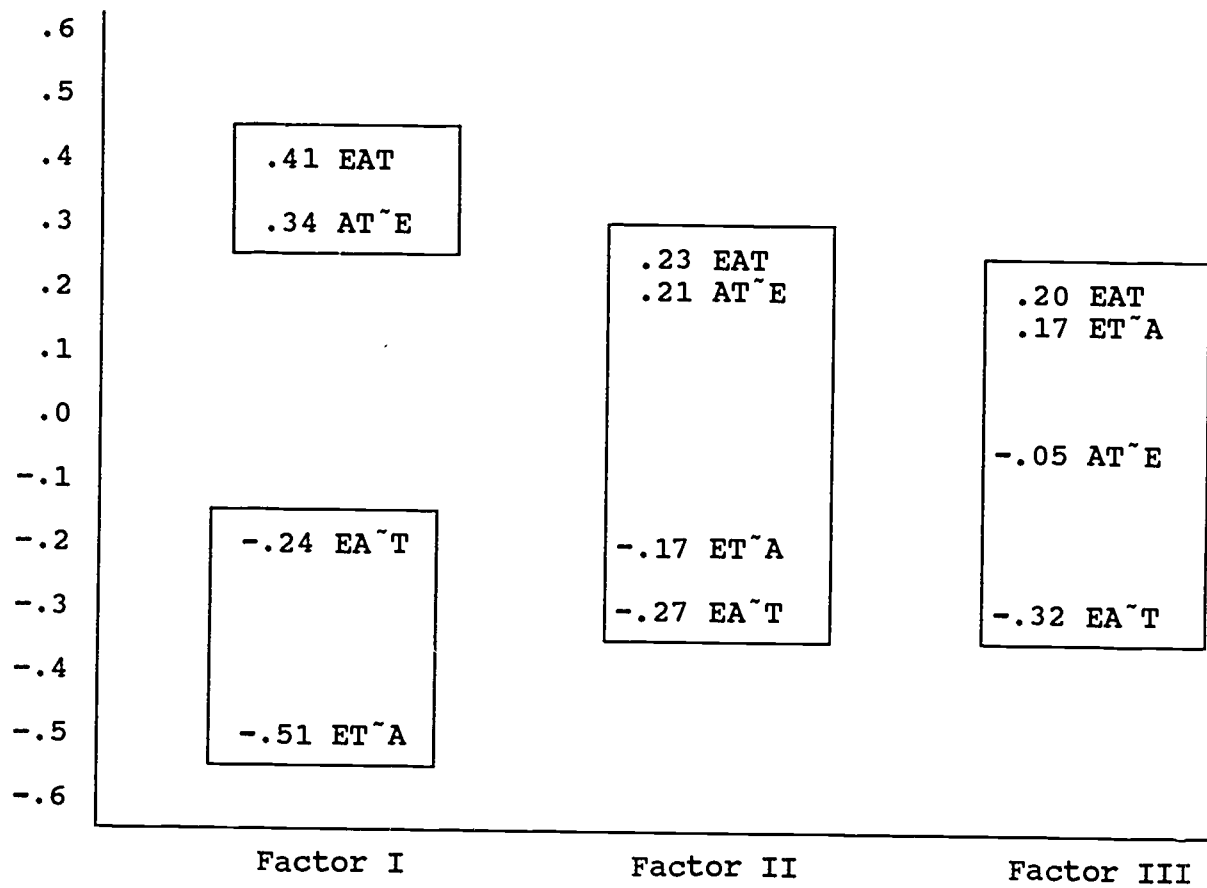 .6
.5
.4
.3
.2
.1
.0
-.1
-.2
-.3
-.4
-.5
-.6
.41 EAT
.34 AT~E
-.24 EA~T
-.51 ET~A
.23 EAT
.21 AT~E
-.17 ET~A
-.27 EA~T
.20 EAT
.17 ET~A
-.05 AT~E
-.32 EA~T
Factor I
Factor II
Factor III